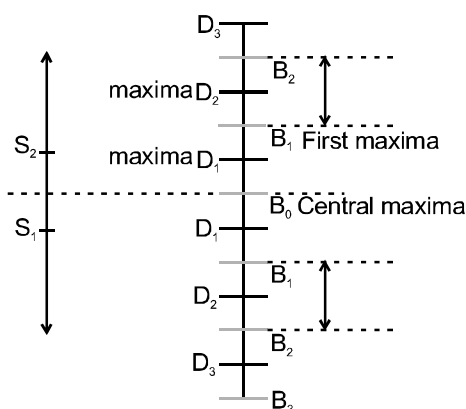 D₃
B₂
maxima D₂
S₂
B₁ First maxima
maxima D₁
B₀ Central maxima
S₁
D₁
B₁
D₂
B₂
D₃
B₃